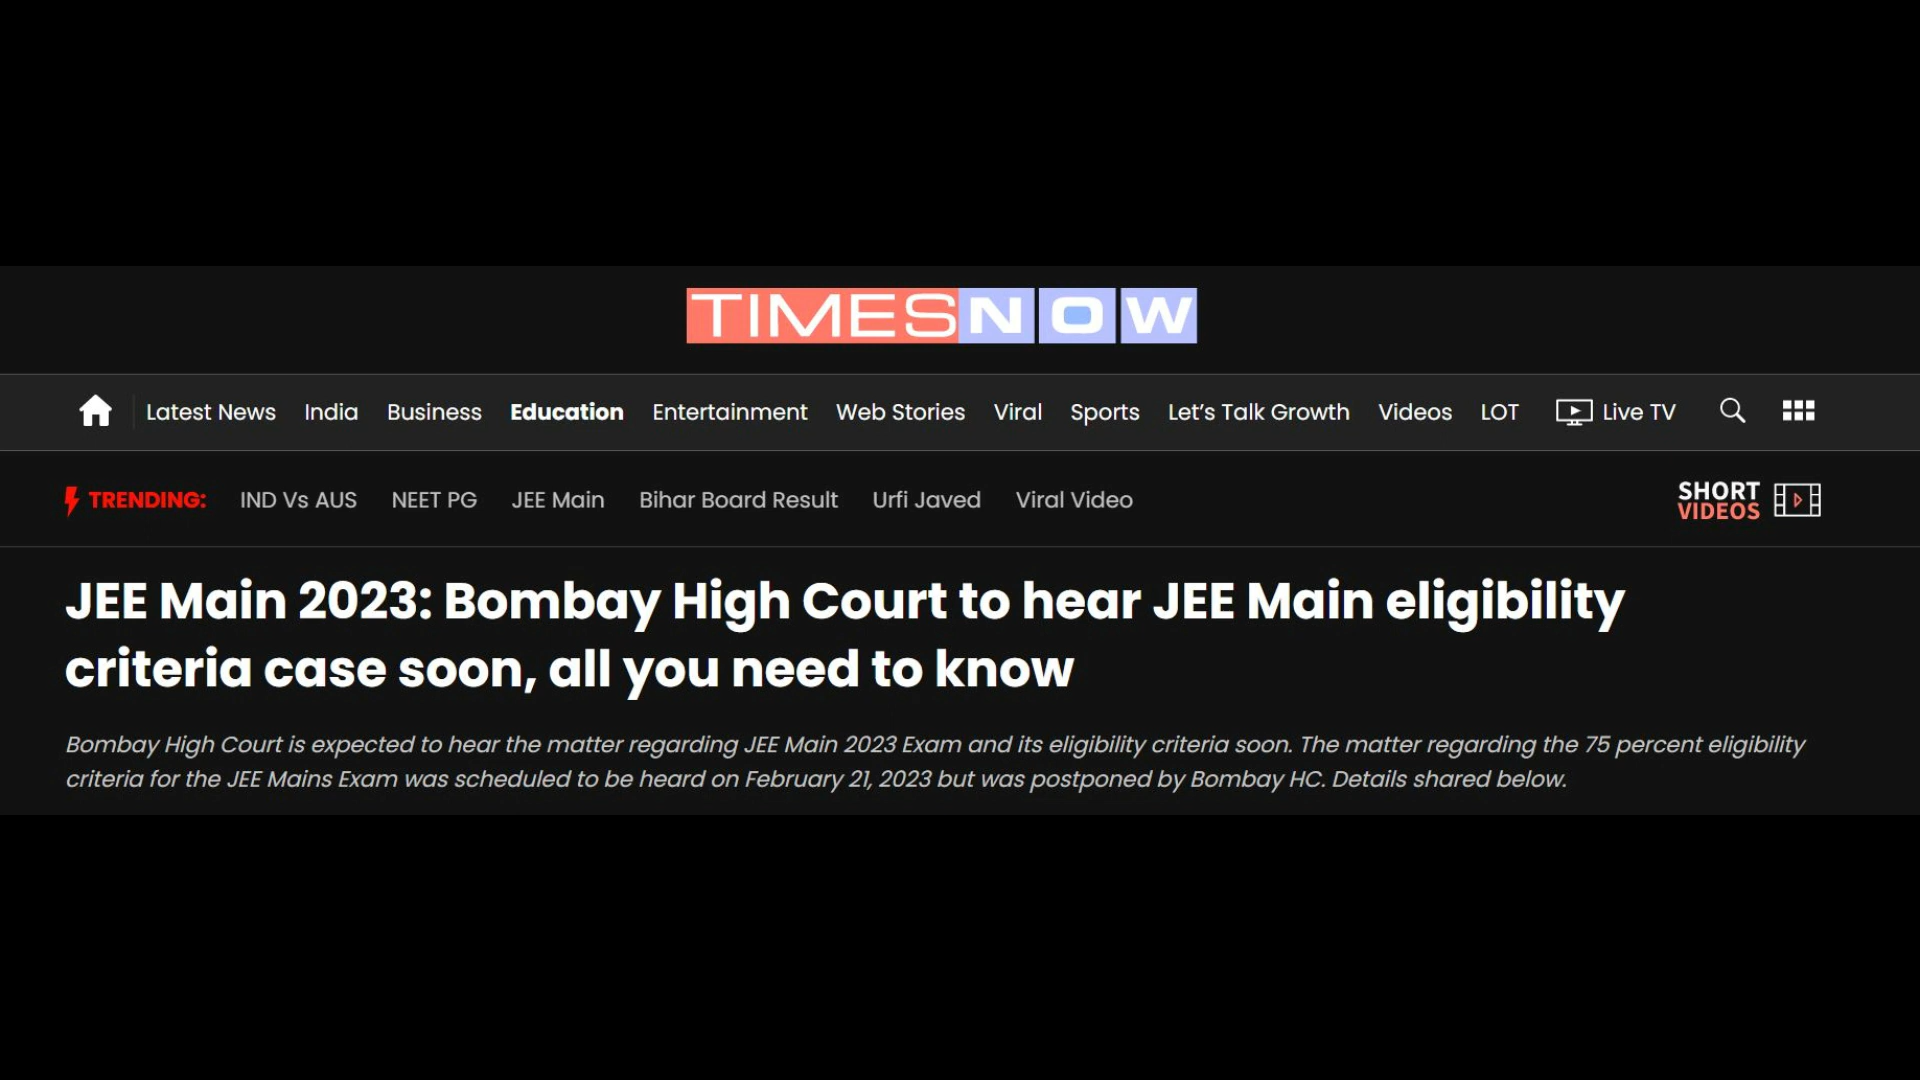 TIMES NOW
Latest News India Business Education Entertainment Web Stories Viral Sports Let's Talk Growth Videos LOT Live TV
TRENDING: IND Vs AUS NEET PG JEE Main Bihar Board Result Urfi Javed Viral Video
SHORT
VIDEOS
JEE Main 2023: Bombay High Court to hear JEE Main eligibility
criteria case soon, all you need to know
Bombay High Court is expected to hear the matter regarding JEE Main 2023 Exam and its eligibility criteria soon. The matter regarding the 75 percent eligibility
criteria for the JEE Mains Exam was scheduled to be heard on February 21, 2023 but was postponed by Bombay HC. Details shared below.